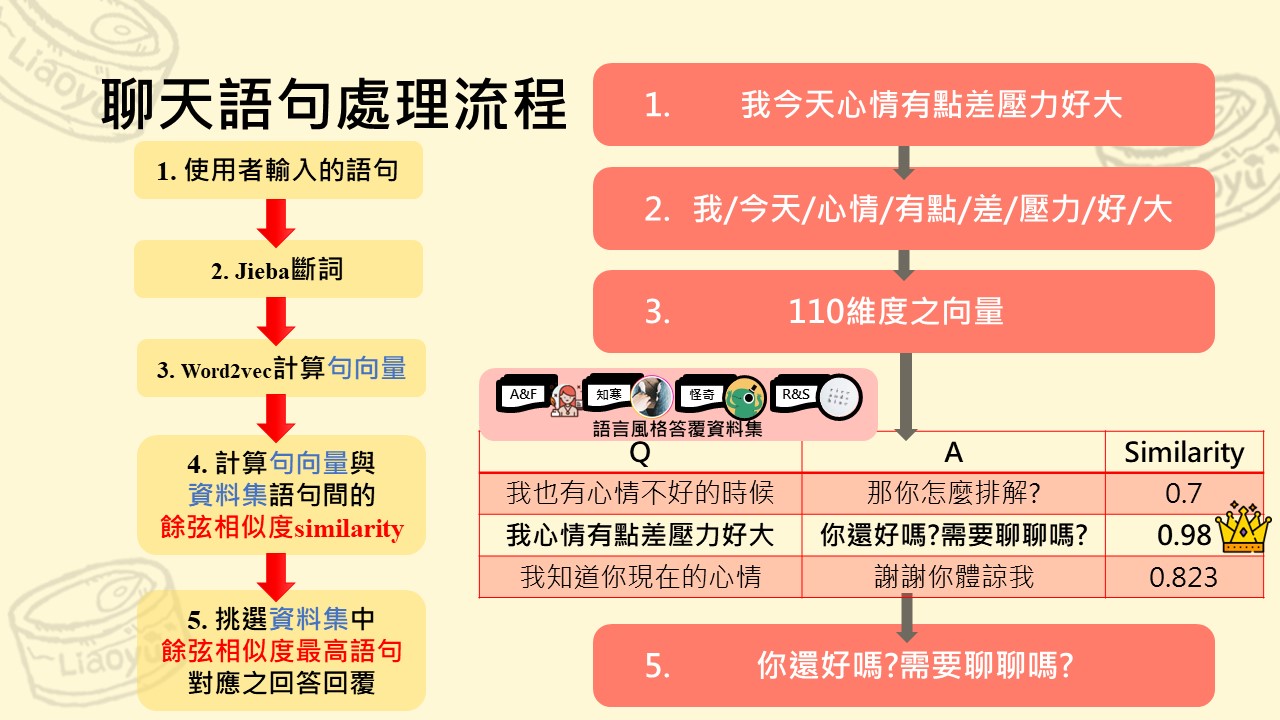 聊天語句處理流程
1. 使用者輸入的語句
2. Jieba斷詞
3. Word2vec計算句向量
4. 計算句向量與
資料集語句間的
餘弦相似度similarity
5. 挑選資料集中
餘弦相似度最高語句
對應之回答回覆
1. 我今天心情有點差壓力好大
2. 我/今天/心情/有點/差/壓力/好/大
3. 110維度之向量
A&F 知寒 怪奇 R&S
語言風格答覆資料集
Q A Similarity
我也有心情不好的時候 那你怎麼排解? 0.7
我心情有點差壓力好大 你還好嗎?需要聊聊嗎? 0.98
我知道你現在的心情 謝謝你體諒我 0.823
5. 你還好嗎?需要聊聊嗎?
Liaoyu
Liaoyu